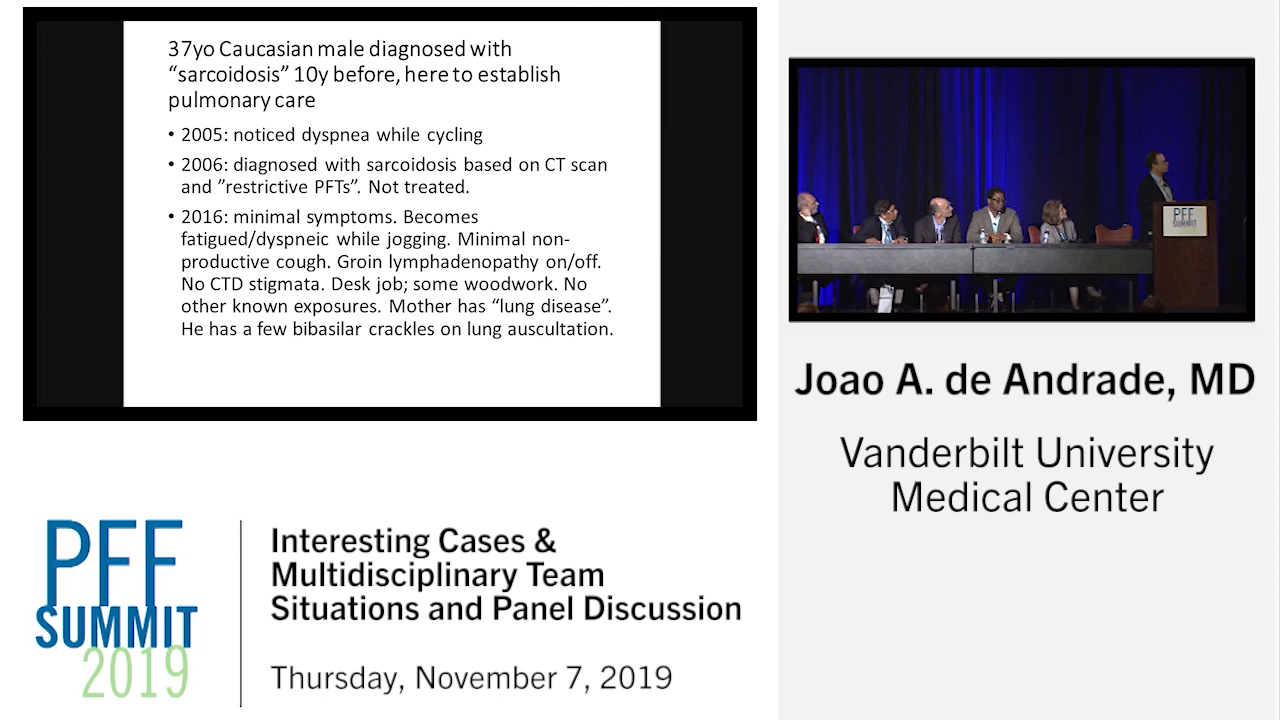 37yo Caucasian male diagnosed with
“sarcoidosis” 10y before, here to establish
pulmonary care
• 2005: noticed dyspnea while cycling
• 2006: diagnosed with sarcoidosis based on CT scan
and ”restrictive PFTs”. Not treated.
• 2016: minimal symptoms. Becomes
fatigued/dyspneic while jogging. Minimal non-
productive cough. Groin lymphadenopathy on/off.
No CTD stigmata. Desk job; some woodwork. No
other known exposures. Mother has “lung disease”.
He has a few bibasilar crackles on lung auscultation.
PFF
SUMMIT
Joao A. de Andrade, MD
Vanderbilt University
Medical Center
PFF
SUMMIT
2019
Interesting Cases &
Multidisciplinary Team
Situations and Panel Discussion
Thursday, November 7, 2019